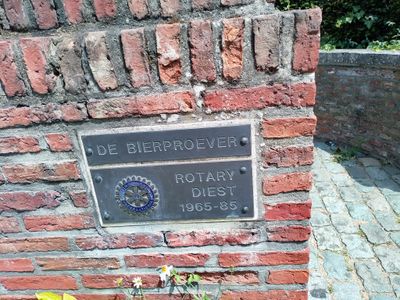 DE BIERPROEVER
ROTARY
DIEST
1965-85